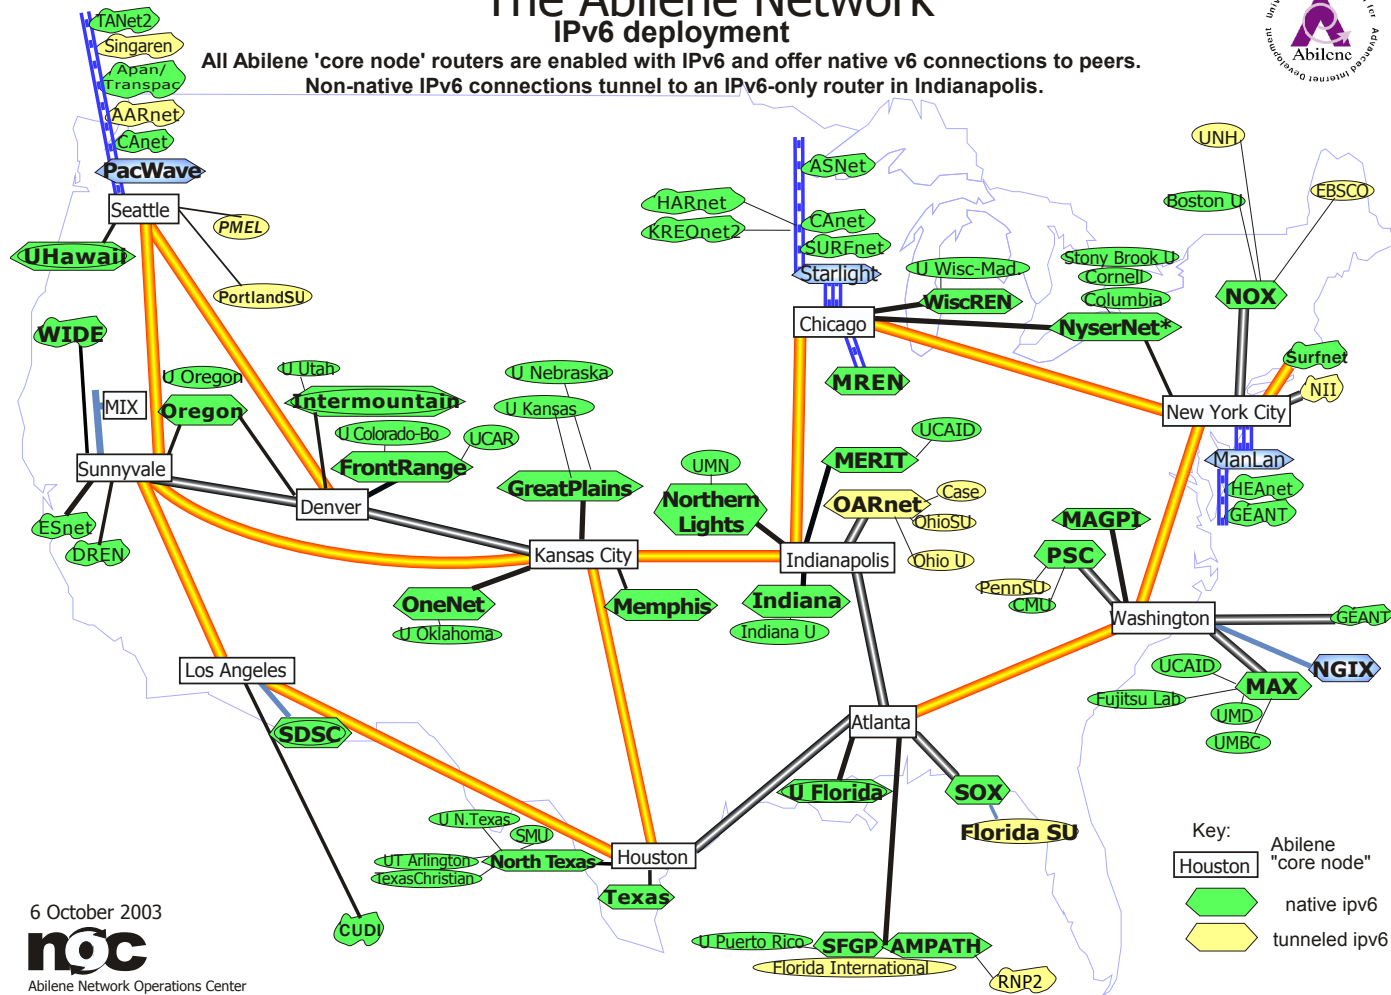 The Abilene Network
IPv6 deployment
All Abilene 'core node' routers are enabled with IPv6 and offer native v6 connections to peers.
Non-native IPv6 connections tunnel to an IPv6-only router in Indianapolis.
Abilene
Advanced Internet Development
TANet2
Singaren
Apan/
Transpac
AARnet
CAnet
PacWave
Seattle
PMEL
UHawaii
PortlandSU
WIDE
MIX
U Oregon
Oregon
Sunnyvale
ESnet
DREN
U Utah
Intermountain
U Colorado-Bo
UCAR
FrontRange
Denver
U Nebraska
U Kansas
GreatPlains
Kansas City
OneNet
U Oklahoma
Memphis
HARnet
KREOnet2
ASNet
CAnet
SURFnet
Starlight
Chicago
U Wisc-Mad.
WiscREN
MREN
Stony Brook U
Cornell
Columbia
NyserNet*
UNH
Boston U
EBSCO
NOX
Surfnet
NII
New York City
ManLan
HEAnet
GEANT
UMN
Northern
Lights
MERIT
UCAID
OARnet
Case
OhioSU
Ohio U
Indianapolis
Indiana
Indiana U
MAGPI
PSC
PennSU
CMU
Washington
GEANT
NGIX
UCAID
Fujitsu Lab
MAX
UMD
UMBC
Los Angeles
SDSC
CUDI
Atlanta
U Florida
SOX
Florida SU
U N.Texas
SMU
UT Arlington
TexasChristian
North Texas
Houston
Texas
U Puerto Rico
SFGP
AMPATH
Florida International
RNP2
Key:
Houston
Abilene
"core node"
native ipv6
tunneled ipv6
6 October 2003
noc
Abilene Network Operations Center